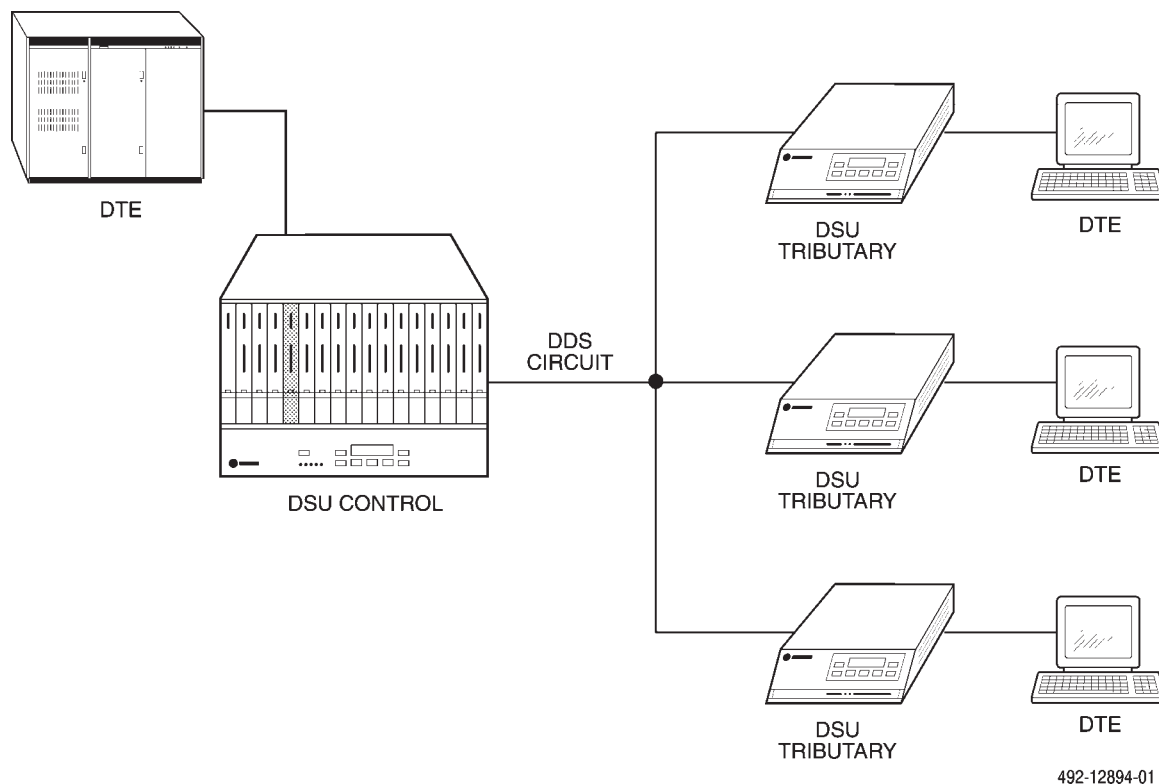 DTE
DSU CONTROL
DDS
CIRCUIT
DSU
TRIBUTARY
DTE
DSU
TRIBUTARY
DTE
DSU
TRIBUTARY
DTE
492-12894-01